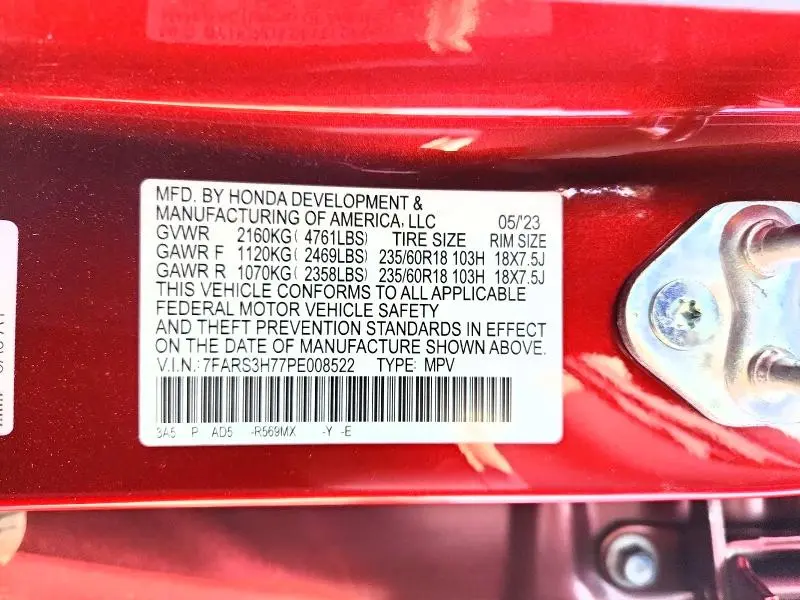 MFD. BY HONDA DEVELOPMENT &
MANUFACTURING OF AMERICA, LLC 05/'23
GVWR 2160KG ( 4761LBS) TIRE SIZE RIM SIZE
GAWR F 1120KG ( 2469LBS) 235/60R18 103H 18X7.5J
GAWR R 1070KG ( 2358LBS) 235/60R18 103H 18X7.5J
THIS VEHICLE CONFORMS TO ALL APPLICABLE
FEDERAL MOTOR VEHICLE SAFETY
AND THEFT PREVENTION STANDARDS IN EFFECT
ON THE DATE OF MANUFACTURE SHOWN ABOVE.
V.I.N.: 7FARS3H77PE008522 TYPE: MPV
3A5 P AD5 -R569MX -Y -E